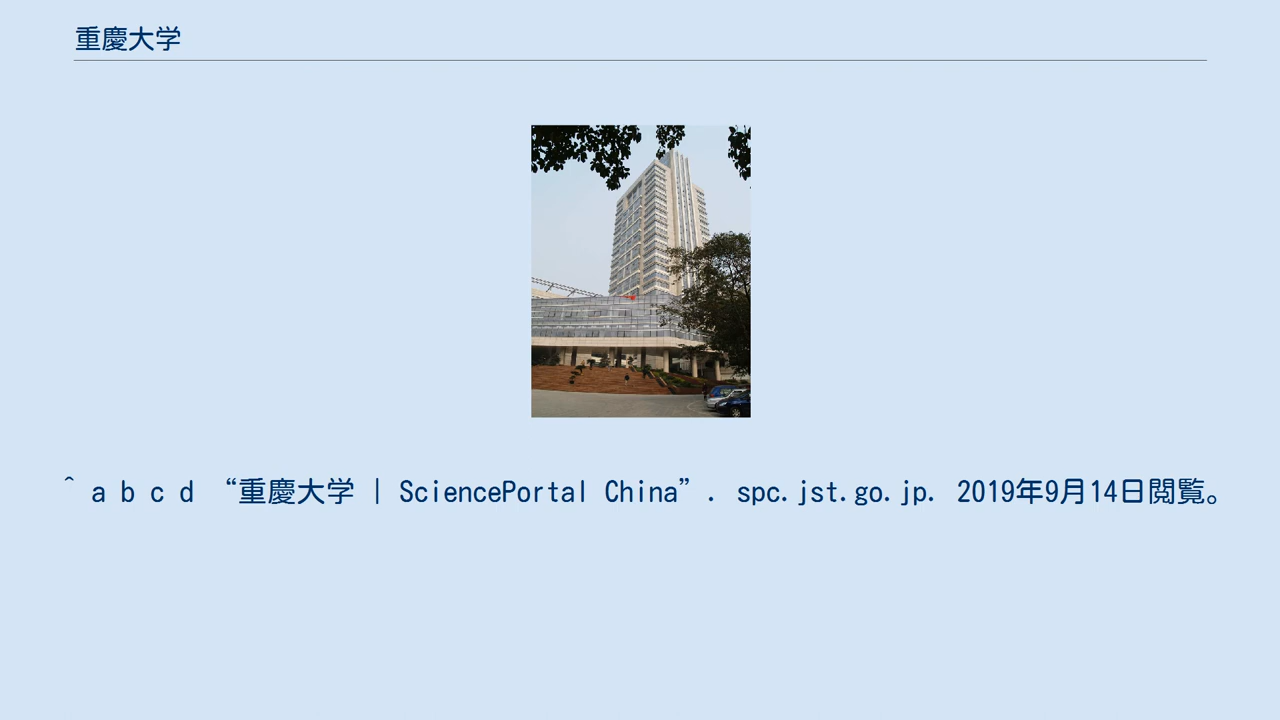 重慶大学
^ a b c d “重慶大学 | SciencePortal China”. spc.jst.go.jp. 2019年9月14日閲覧。